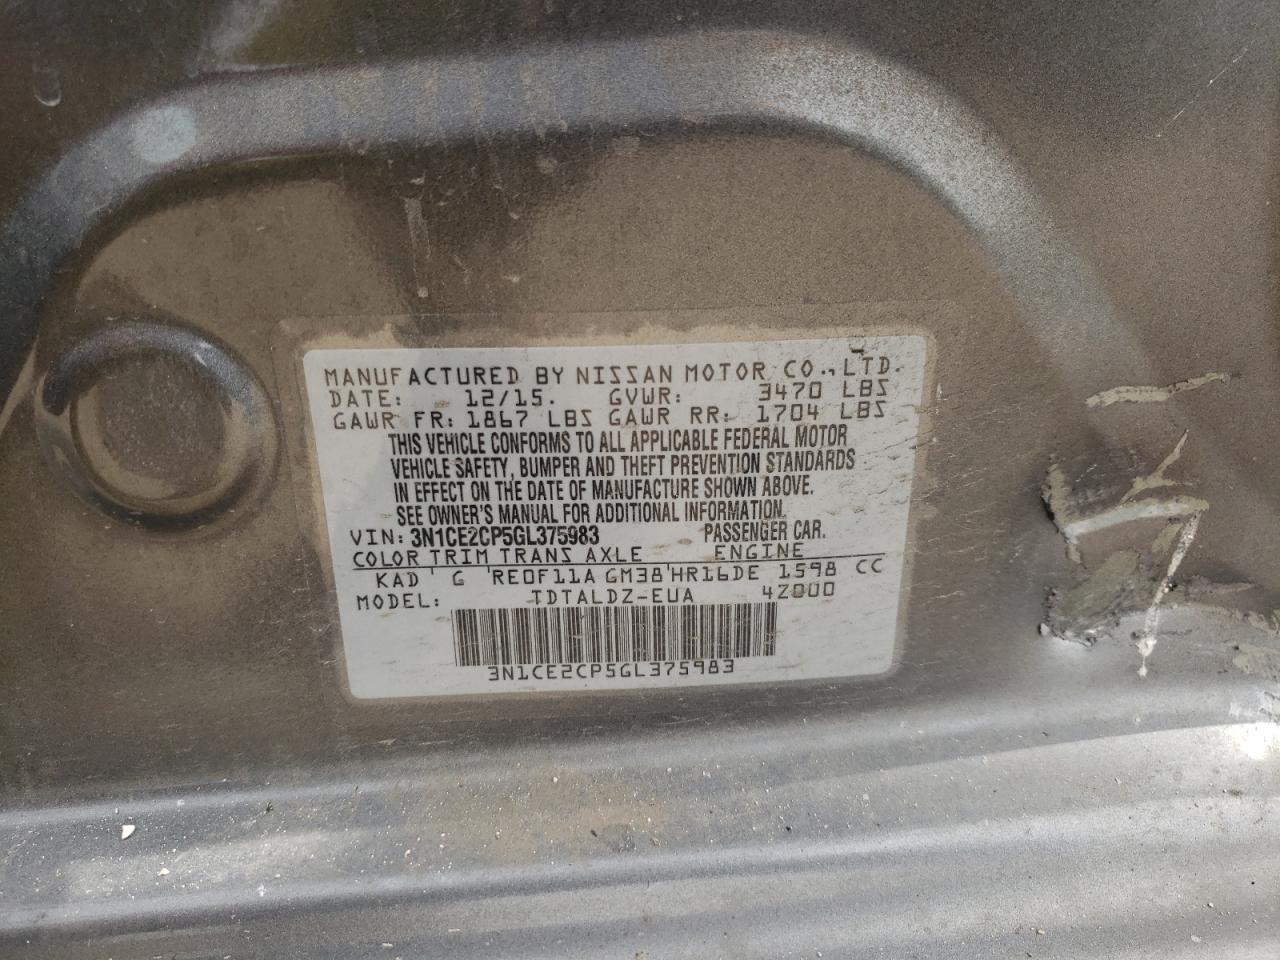 MANUFACTURED BY NISSAN MOTOR CO., LTD.
DATE: 12/15. GVWR: 3470 LBS
GAWR FR: 1867 LBS GAWR RR: 1704 LBS
THIS VEHICLE CONFORMS TO ALL APPLICABLE FEDERAL MOTOR
VEHICLE SAFETY, BUMPER AND THEFT PREVENTION STANDARDS
IN EFFECT ON THE DATE OF MANUFACTURE SHOWN ABOVE.
SEE OWNER'S MANUAL FOR ADDITIONAL INFORMATION.
VIN: 3N1CE2CP5GL375983 PASSENGER CAR.
COLOR TRIM TRANS AXLE ENGINE
KAD G RE0F11A GM38 HR16DE 1598 CC
MODEL: TDTALDZ-EUA 4Z000
3N1CE2CP5GL375983